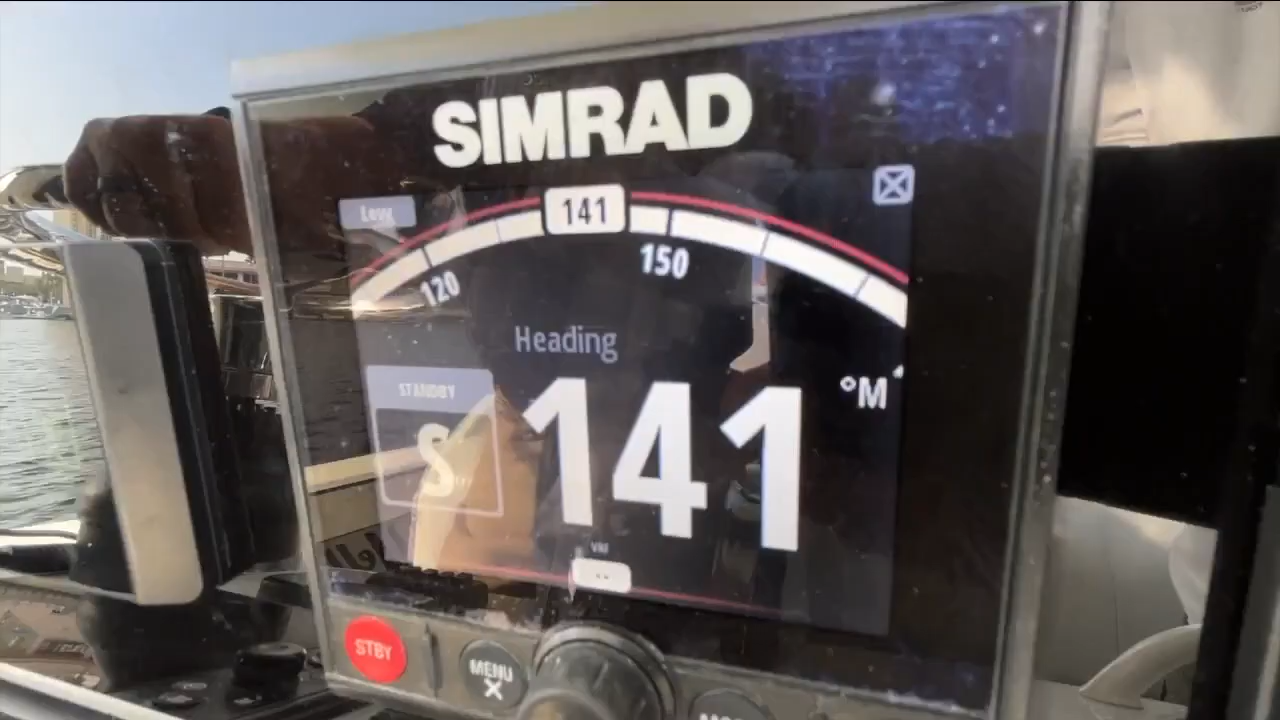 SIMRAD
Low
141
120
150
Heading
STANDBY
S
141
°M
--
STBY
MENU
X